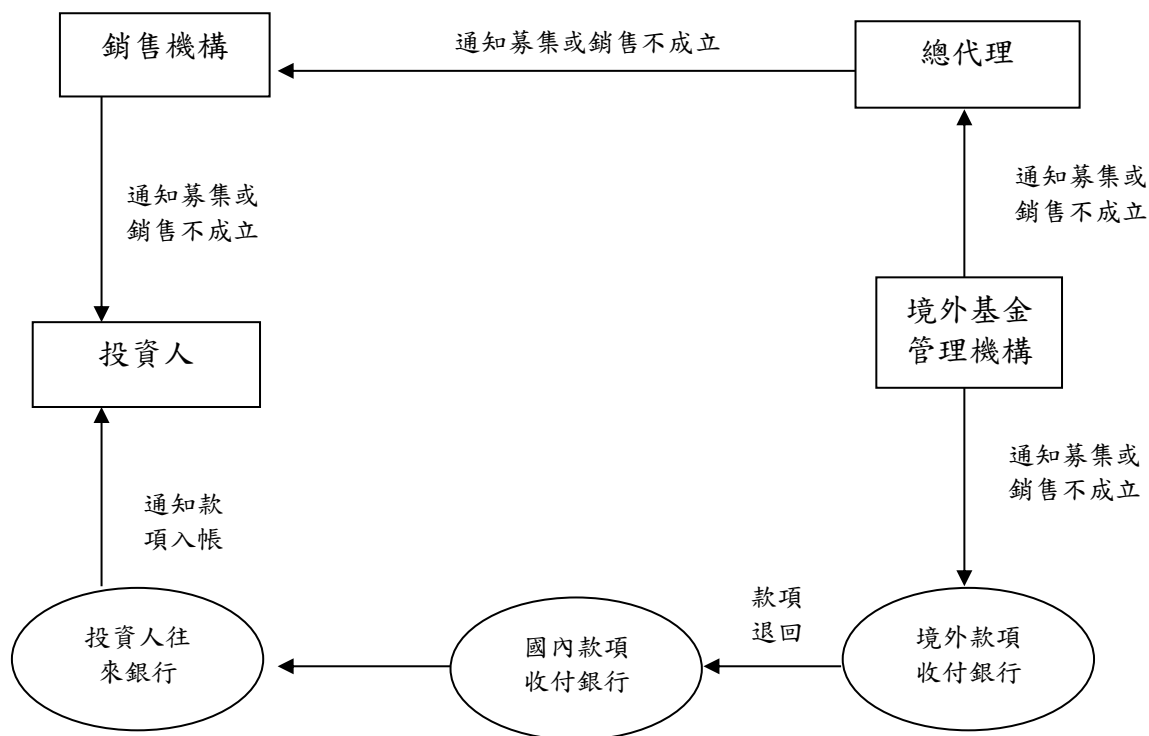 銷售機構
通知募集或銷售不成立
總代理
通知募集或
銷售不成立
通知募集或
銷售不成立
投資人
境外基金
管理機構
通知款
項入帳
通知募集或
銷售不成立
款項
退回
投資人往
來銀行
國內款項
收付銀行
境外款項
收付銀行